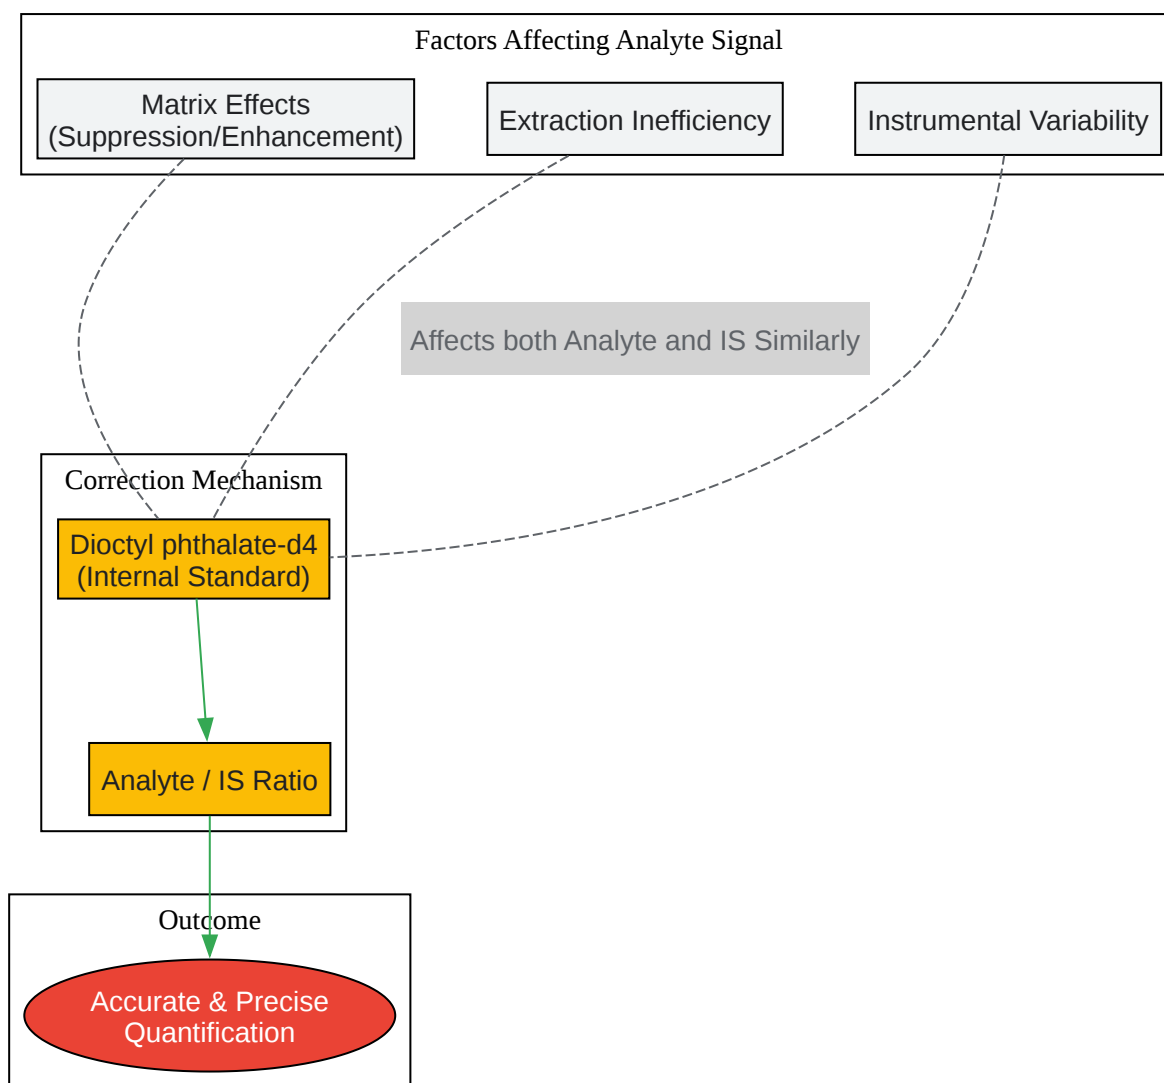 Factors Affecting Analyte Signal
Matrix Effects
(Suppression/Enhancement)
Extraction Inefficiency
Instrumental Variability
Affects both Analyte and IS Similarly
Correction Mechanism
Dioctyl phthalate-d4
(Internal Standard)
Analyte / IS Ratio
Outcome
Accurate & Precise
Quantification